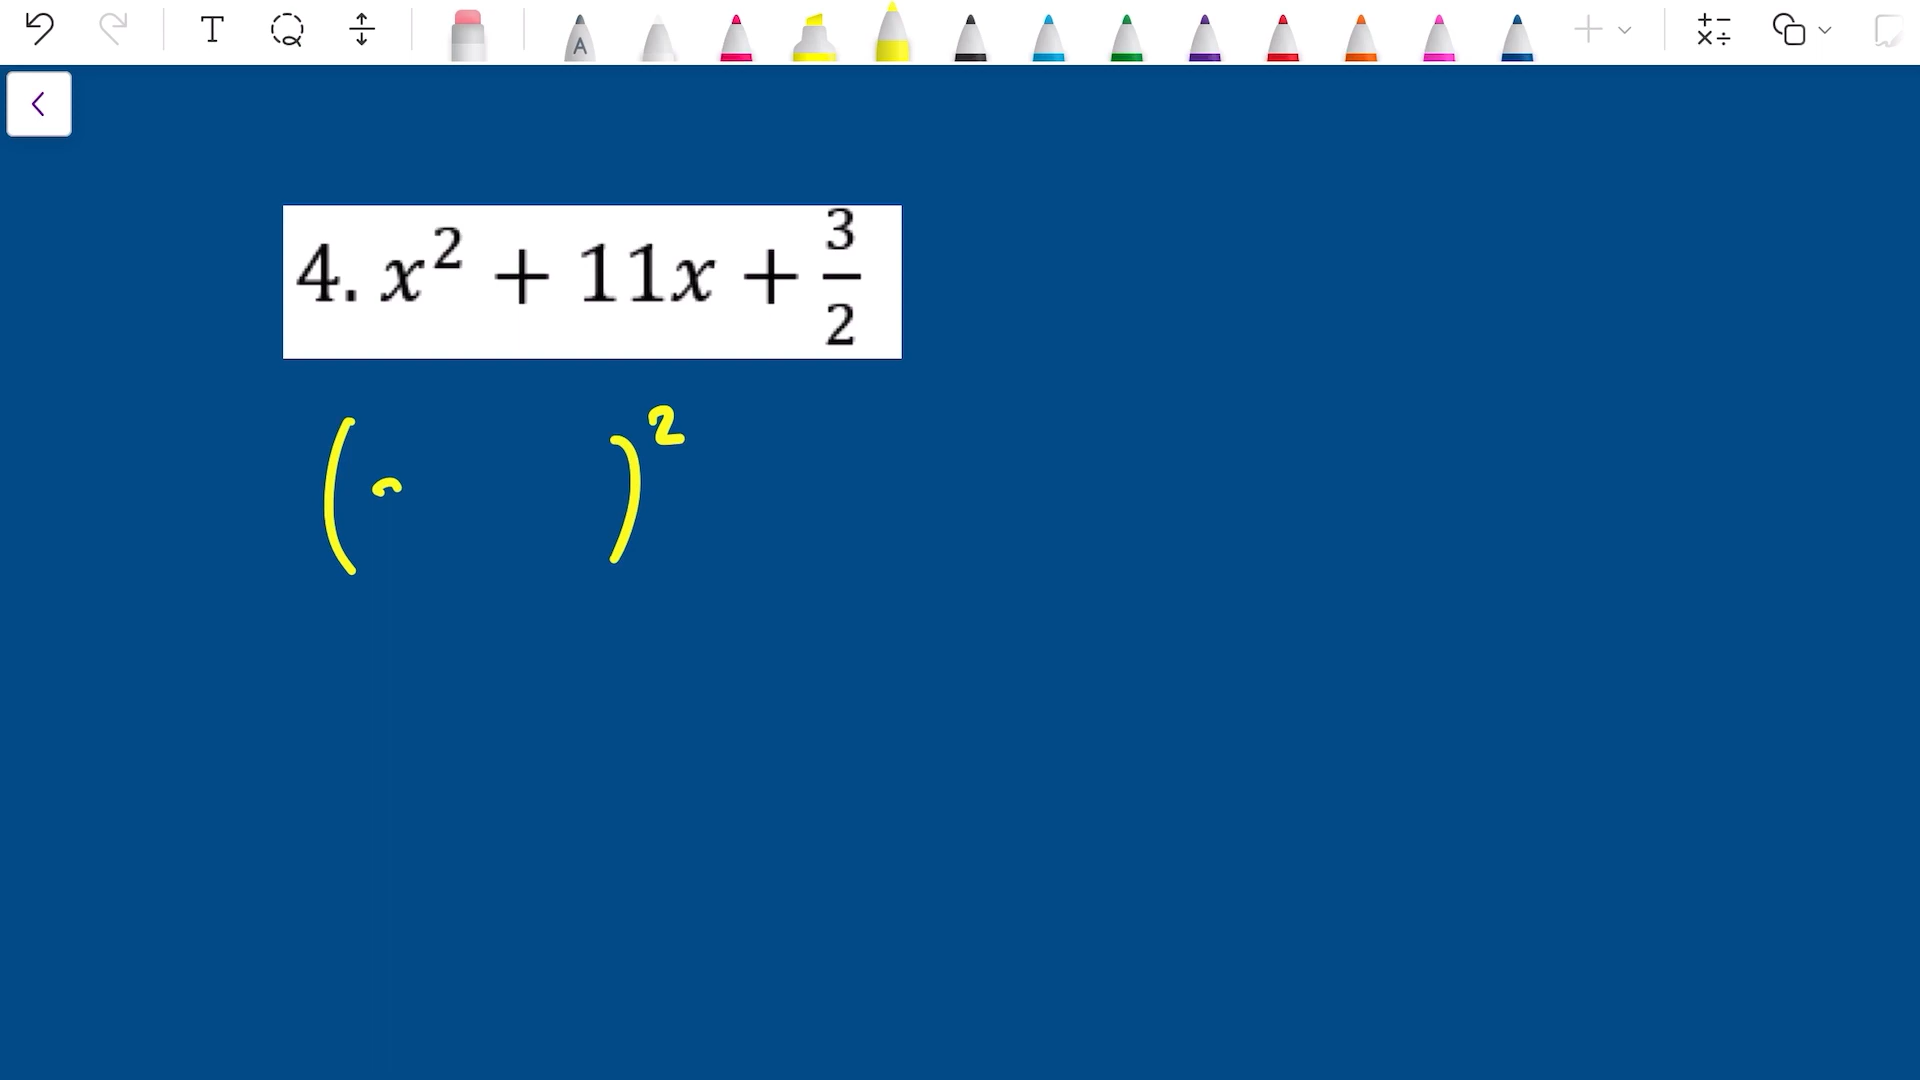 T
A
4. x² + 11x + 3/2
( )²